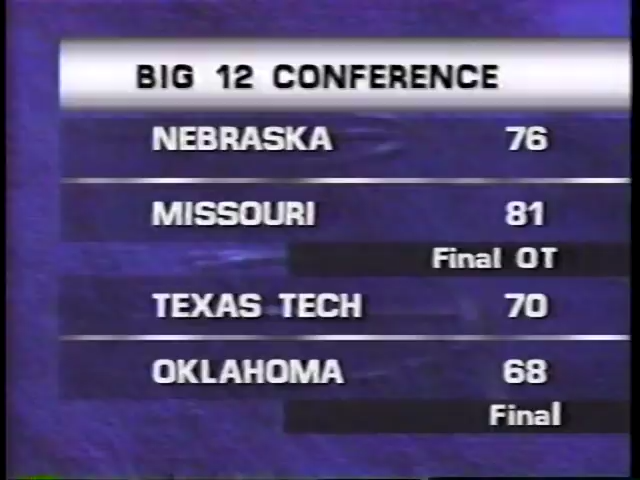 BIG 12 CONFERENCE
NEBRASKA 76
MISSOURI 81
Final OT
TEXAS TECH 70
OKLAHOMA 68
Final